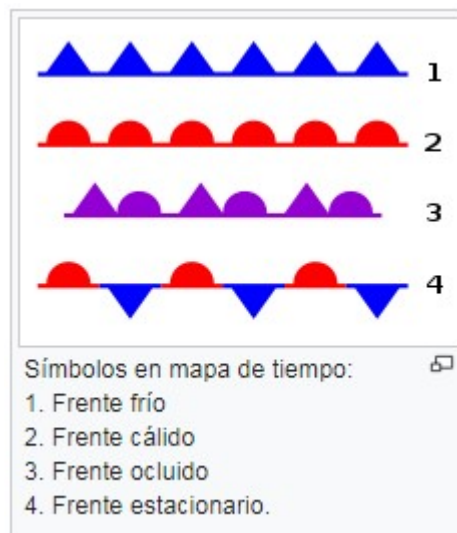 1
2
3
4
Símbolos en mapa de tiempo:
1. Frente frío
2. Frente cálido
3. Frente ocluido
4. Frente estacionario.